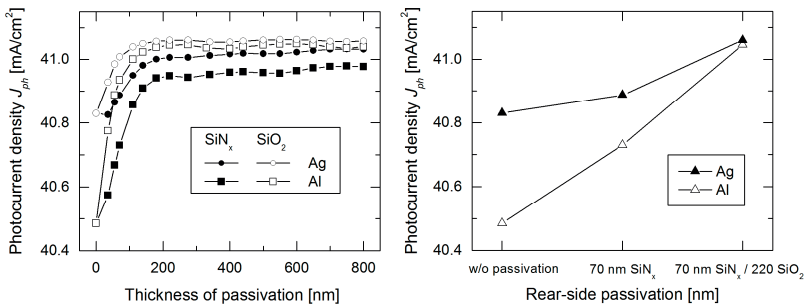 Photocurrent density J_ph [mA/cm²]
41.0
40.8
40.6
40.4
0 200 400 600 800
Thickness of passivation [nm]
SiNₓ SiO₂
Ag
Al
Photocurrent density J_ph [mA/cm²]
41.0
40.8
40.6
40.4
w/o passivation 70 nm SiNₓ 70 nm SiNₓ / 220 SiO₂
Rear-side passivation [nm]
Ag
Al